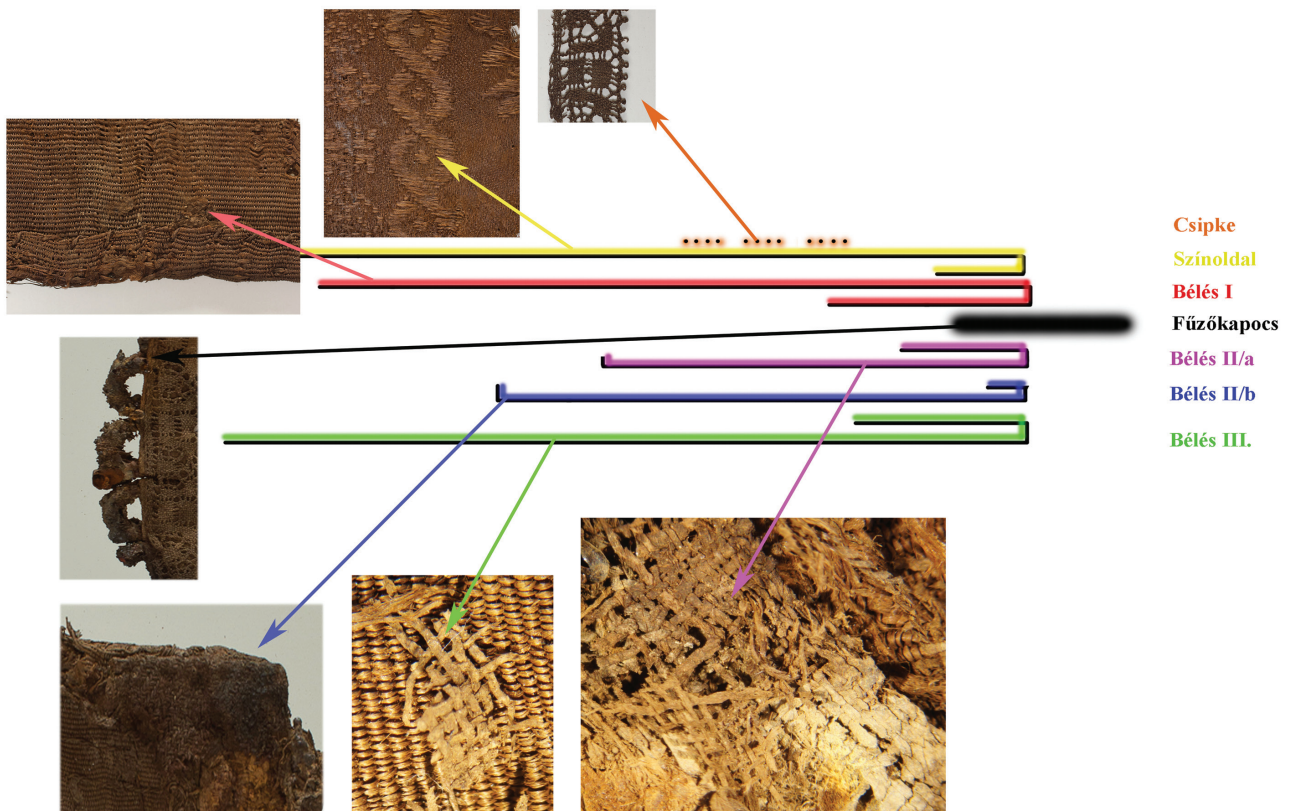 Csipke
Színoldal
Bélés I
Fűzőkapocs
Bélés II/a
Bélés II/b
Bélés III.